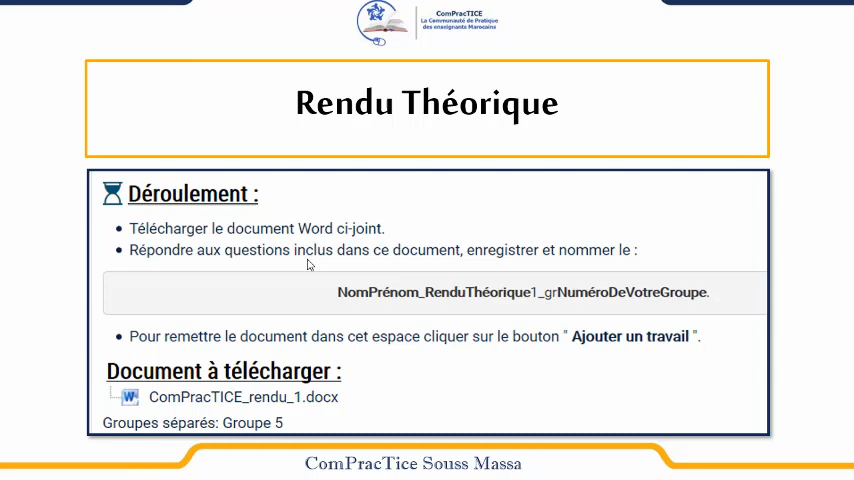 ComPracTICE
La Communauté de Pratique
des enseignants Marocains
Rendu Théorique
Déroulement :
Télécharger le document Word ci-joint.
Répondre aux questions inclus dans ce document, enregistrer et nommer le :
NomPrénom_RenduThéorique1_grNuméroDeVotreGroupe.
Pour remettre le document dans cet espace cliquer sur le bouton " Ajouter un travail ".
Document à télécharger :
ComPracTICE_rendu_1.docx
Groupes séparés: Groupe 5
ComPracTice Souss Massa